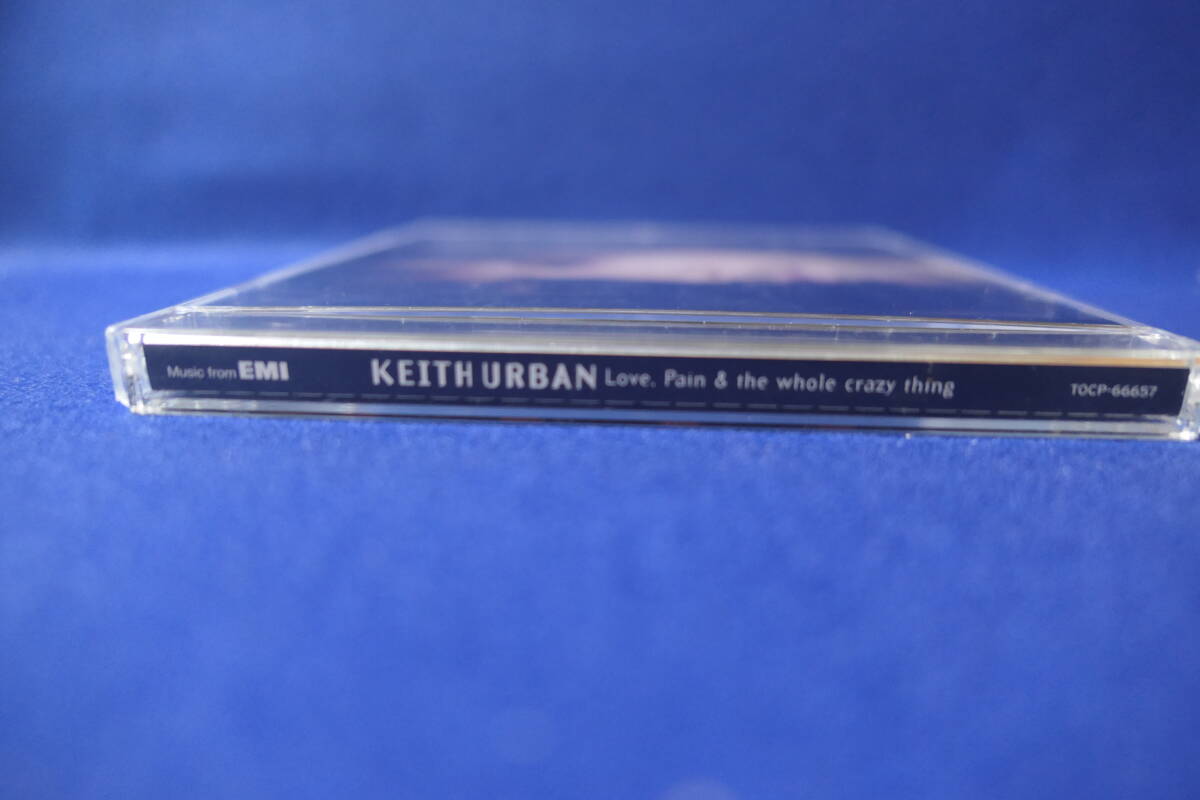 Music from EMI KEITH URBAN Love, Pain & the whole crazy thing TOCP-66657